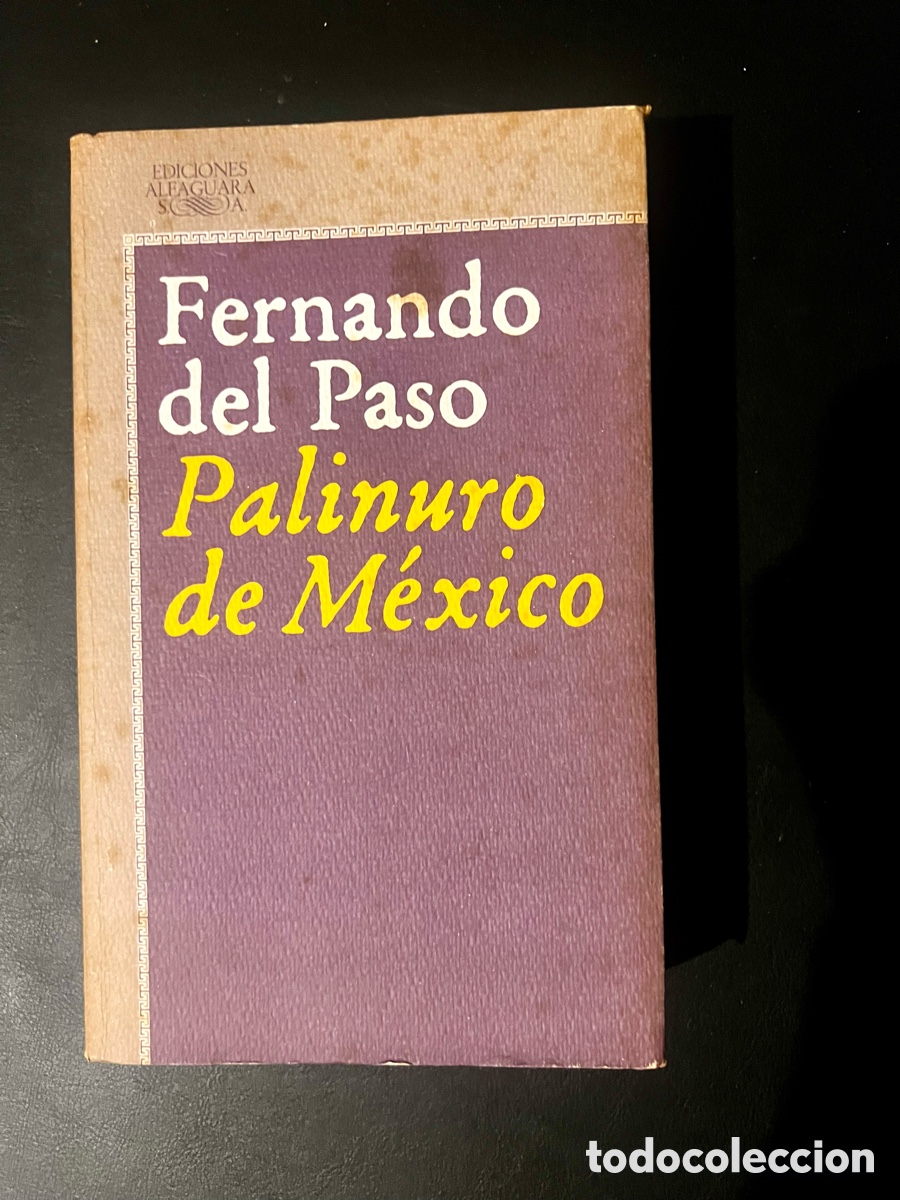 EDICIONES
ALFAGUARA
S. A.
Fernando
del Paso
Palinuro
de México
todocoleccion